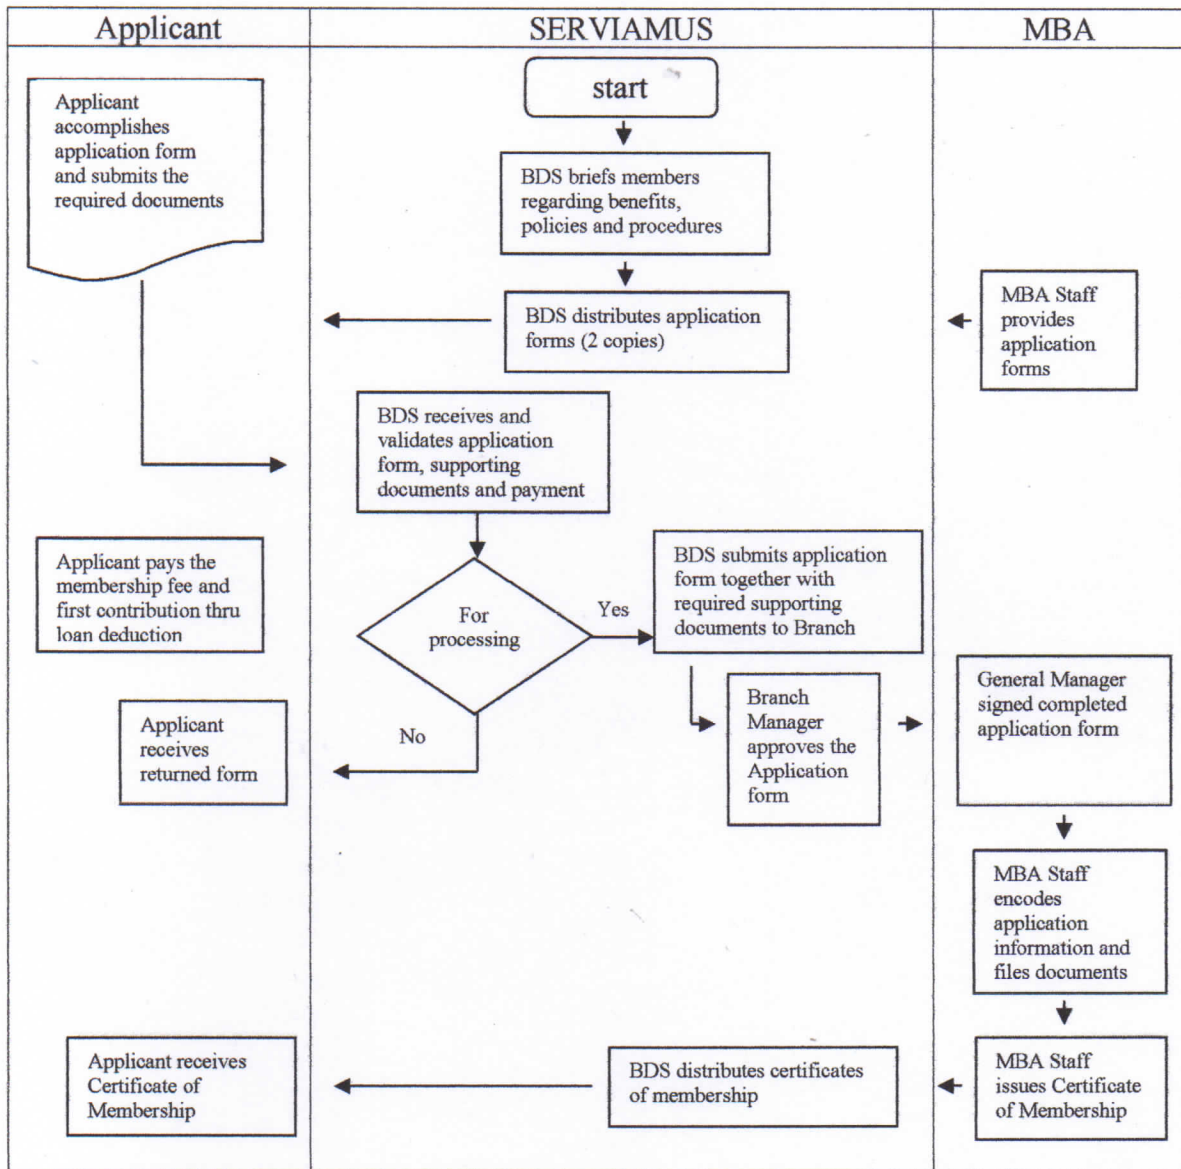 Applicant
SERVIAMUS
MBA
start
Applicant
accomplishes
application form
and submits the
required documents
BDS briefs members
regarding benefits,
policies and procedures
BDS distributes application
forms (2 copies)
MBA Staff
provides
application
forms
BDS receives and
validates application
form, supporting
documents and payment
Applicant pays the
membership fee and
first contribution thru
loan deduction
For
processing
Yes
BDS submits application
form together with
required supporting
documents to Branch
No
Applicant
receives
returned form
Branch
Manager
approves the
Application
form
General Manager
signed completed
application form
MBA Staff
encodes
application
information and
files documents
MBA Staff
issues Certificate
of Membership
BDS distributes certificates
of membership
Applicant receives
Certificate of
Membership